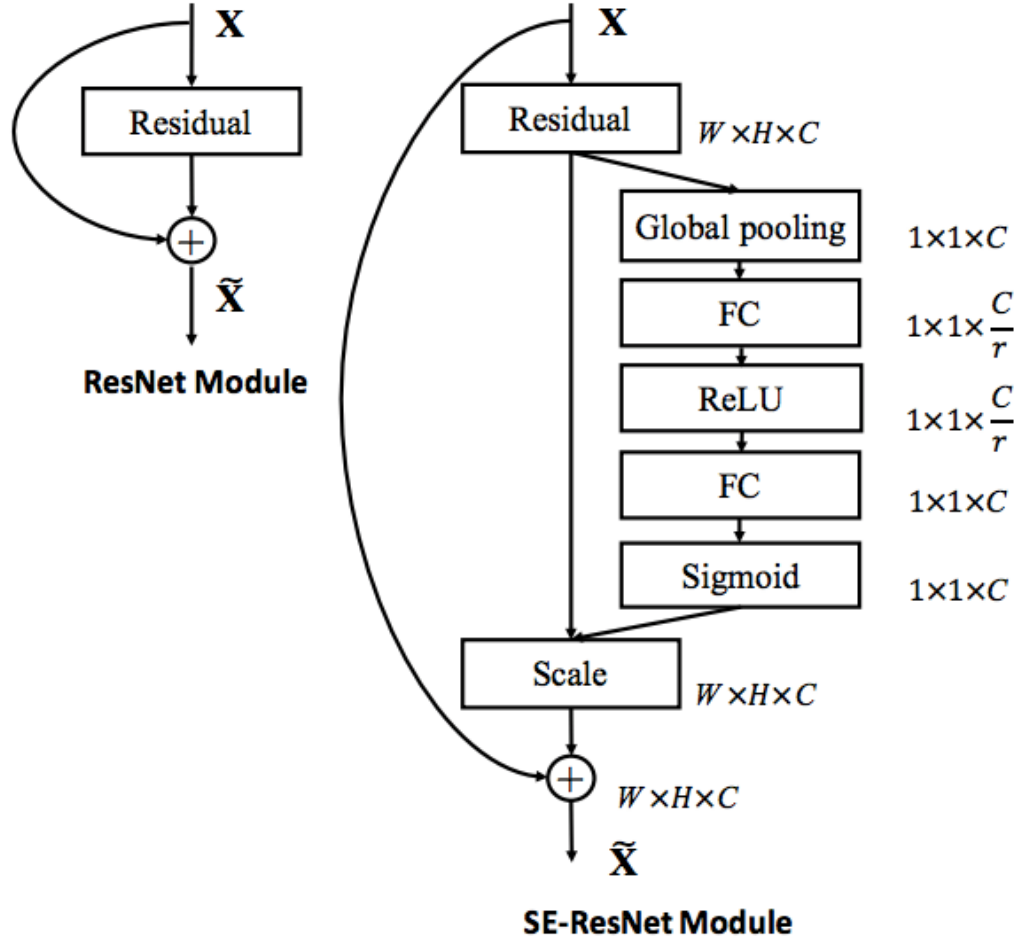 X
Residual
+
X̃
ResNet Module
X
Residual
W×H×C
Global pooling
1×1×C
FC
1×1×C/r
ReLU
1×1×C/r
FC
1×1×C
Sigmoid
1×1×C
Scale
W×H×C
+
W×H×C
X̃
SE-ResNet Module